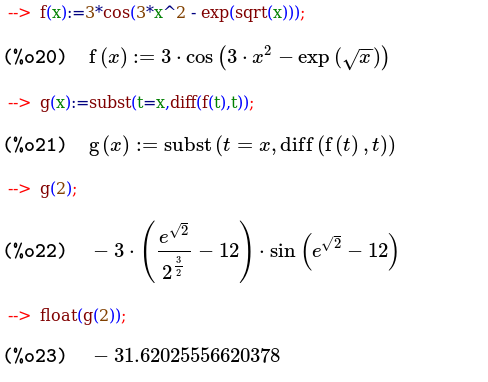 --> f(x):=3*cos(3*x^2 - exp(sqrt(x)));
(%o20) f(x) := 3 · cos(3 · x² − exp(√x))
--> g(x):=subst(t=x,diff(f(t),t));
(%o21) g(x) := subst(t = x, diff(f(t), t))
--> g(2);
(%o22) − 3 · (e^√2 / 2^(3/2) − 12) · sin(e^√2 − 12)
--> float(g(2));
(%o23) − 31.62025556620378